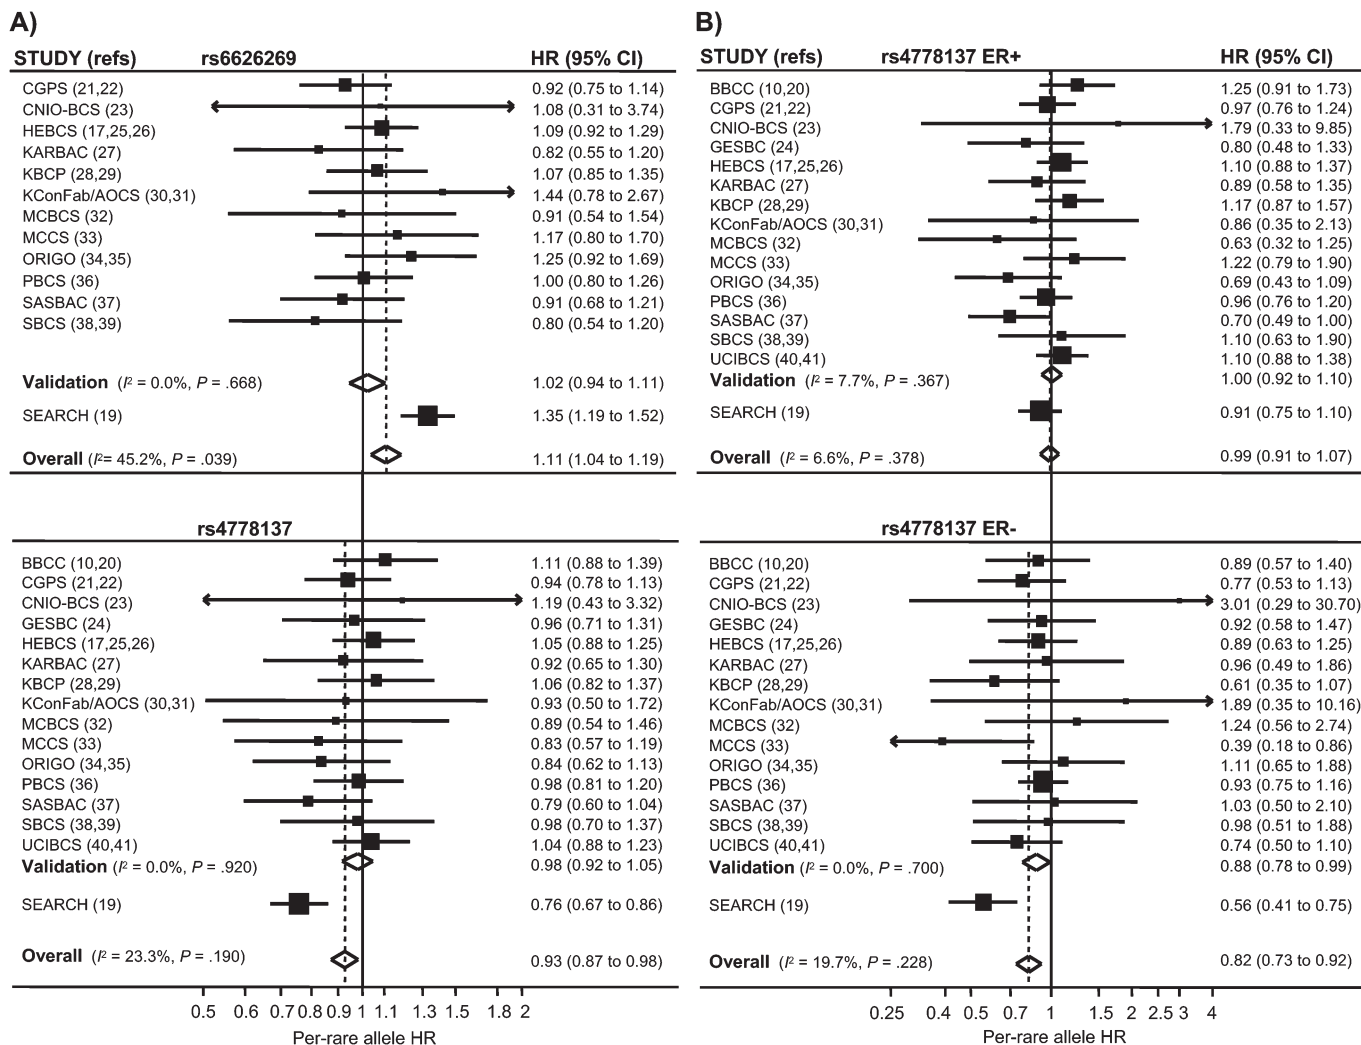 A)
STUDY (refs) rs6626269 HR (95% CI)
CGPS (21,22) 0.92 (0.75 to 1.14)
CNIO-BCS (23) 1.08 (0.31 to 3.74)
HEBCS (17,25,26) 1.09 (0.92 to 1.29)
KARBAC (27) 0.82 (0.55 to 1.20)
KBCP (28,29) 1.07 (0.85 to 1.35)
KConFab/AOCS (30,31) 1.44 (0.78 to 2.67)
MCBCS (32) 0.91 (0.54 to 1.54)
MCCS (33) 1.17 (0.80 to 1.70)
ORIGO (34,35) 1.25 (0.92 to 1.69)
PBCS (36) 1.00 (0.80 to 1.26)
SASBAC (37) 0.91 (0.68 to 1.21)
SBCS (38,39) 0.80 (0.54 to 1.20)
Validation (I² = 0.0%, P = .668) 1.02 (0.94 to 1.11)
SEARCH (19) 1.35 (1.19 to 1.52)
Overall (I²= 45.2%, P = .039) 1.11 (1.04 to 1.19)
rs4778137
BBCC (10,20) 1.11 (0.88 to 1.39)
CGPS (21,22) 0.94 (0.78 to 1.13)
CNIO-BCS (23) 1.19 (0.43 to 3.32)
GESBC (24) 0.96 (0.71 to 1.31)
HEBCS (17,25,26) 1.05 (0.88 to 1.25)
KARBAC (27) 0.92 (0.65 to 1.30)
KBCP (28,29) 1.06 (0.82 to 1.37)
KConFab/AOCS (30,31) 0.93 (0.50 to 1.72)
MCBCS (32) 0.89 (0.54 to 1.46)
MCCS (33) 0.83 (0.57 to 1.19)
ORIGO (34,35) 0.84 (0.62 to 1.13)
PBCS (36) 0.98 (0.81 to 1.20)
SASBAC (37) 0.79 (0.60 to 1.04)
SBCS (38,39) 0.98 (0.70 to 1.37)
UCIBCS (40,41) 1.04 (0.88 to 1.23)
Validation (I² = 0.0%, P = .920) 0.98 (0.92 to 1.05)
SEARCH (19) 0.76 (0.67 to 0.86)
Overall (I² = 23.3%, P = .190) 0.93 (0.87 to 0.98)
0.5 0.6 0.7 0.8 0.9 1 1.1 1.3 1.5 1.8 2
Per-rare allele HR
B)
STUDY (refs) rs4778137 ER+ HR (95% CI)
BBCC (10,20) 1.25 (0.91 to 1.73)
CGPS (21,22) 0.97 (0.76 to 1.24)
CNIO-BCS (23) 1.79 (0.33 to 9.85)
GESBC (24) 0.80 (0.48 to 1.33)
HEBCS (17,25,26) 1.10 (0.88 to 1.37)
KARBAC (27) 0.89 (0.58 to 1.35)
KBCP (28,29) 1.17 (0.87 to 1.57)
KConFab/AOCS (30,31) 0.86 (0.35 to 2.13)
MCBCS (32) 0.63 (0.32 to 1.25)
MCCS (33) 1.22 (0.79 to 1.90)
ORIGO (34,35) 0.69 (0.43 to 1.09)
PBCS (36) 0.96 (0.76 to 1.20)
SASBAC (37) 0.70 (0.49 to 1.00)
SBCS (38,39) 1.10 (0.63 to 1.90)
UCIBCS (40,41) 1.10 (0.88 to 1.38)
Validation (I² = 7.7%, P = .367) 1.00 (0.92 to 1.10)
SEARCH (19) 0.91 (0.75 to 1.10)
Overall (I² = 6.6%, P = .378) 0.99 (0.91 to 1.07)
rs4778137 ER-
BBCC (10,20) 0.89 (0.57 to 1.40)
CGPS (21,22) 0.77 (0.53 to 1.13)
CNIO-BCS (23) 3.01 (0.29 to 30.70)
GESBC (24) 0.92 (0.58 to 1.47)
HEBCS (17,25,26) 0.89 (0.63 to 1.25)
KARBAC (27) 0.96 (0.49 to 1.86)
KBCP (28,29) 0.61 (0.35 to 1.07)
KConFab/AOCS (30,31) 1.89 (0.35 to 10.16)
MCBCS (32) 1.24 (0.56 to 2.74)
MCCS (33) 0.39 (0.18 to 0.86)
ORIGO (34,35) 1.11 (0.65 to 1.88)
PBCS (36) 0.93 (0.75 to 1.16)
SASBAC (37) 1.03 (0.50 to 2.10)
SBCS (38,39) 0.98 (0.51 to 1.88)
UCIBCS (40,41) 0.74 (0.50 to 1.10)
Validation (I² = 0.0%, P = .700) 0.88 (0.78 to 0.99)
SEARCH (19) 0.56 (0.41 to 0.75)
Overall (I² = 19.7%, P = .228) 0.82 (0.73 to 0.92)
0.25 0.4 0.5 0.7 1 1.5 2 2.5 3 4
Per-rare allele HR